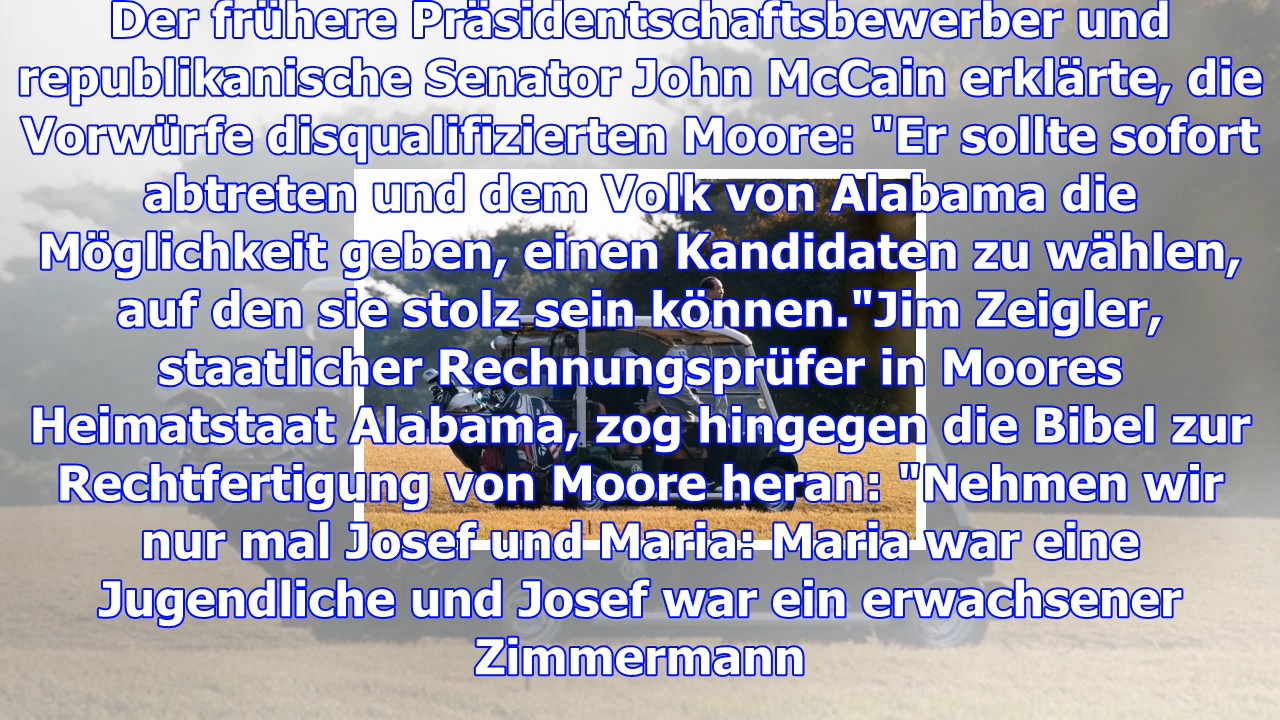 Der frühere Präsidentschaftsbewerber und
republikanische Senator John McCain erklärte, die
Vorwürfe disqualifizierten Moore: "Er sollte sofort
abtreten und dem Volk von Alabama die
Möglichkeit geben, einen Kandidaten zu wählen,
auf den sie stolz sein können."Jim Zeigler,
staatlicher Rechnungsprüfer in Moores
Heimatstaat Alabama, zog hingegen die Bibel zur
Rechtfertigung von Moore heran: "Nehmen wir
nur mal Josef und Maria: Maria war eine
Jugendliche und Josef war ein erwachsener
Zimmermann